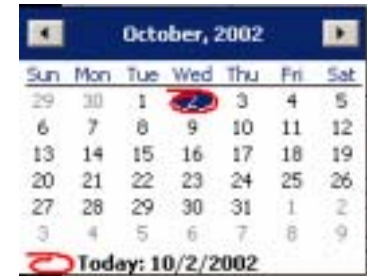 October, 2002
Sun Mon Tue Wed Thu Fri Sat
29 30 1 2 3 4 5
6 7 8 9 10 11 12
13 14 15 16 17 18 19
20 21 22 23 24 25 26
27 28 29 30 31 1 2
3 4 5 6 7 8 9
Today: 10/2/2002